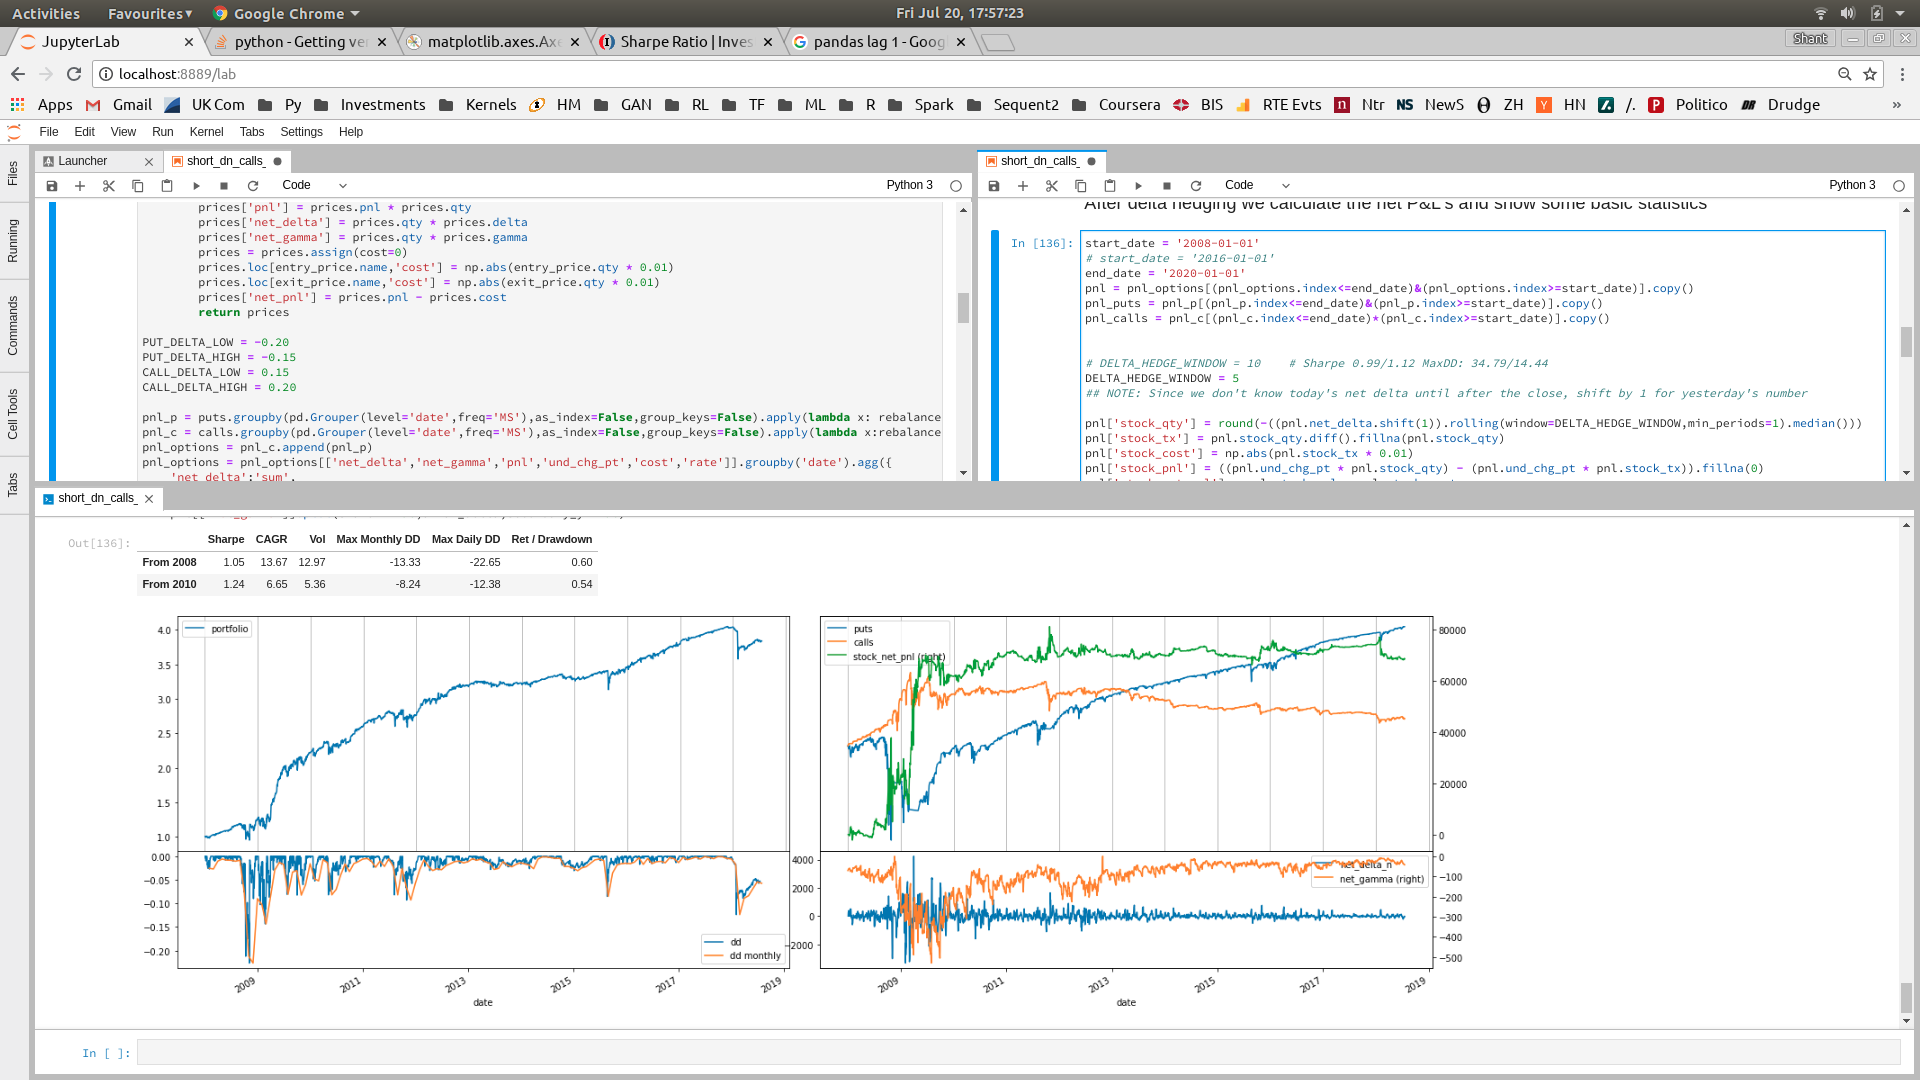 Activities Favourites▾ Google Chrome ▾ Fri Jul 20, 17:57:23
JupyterLab × python - Getting ve × matplotlib.axes.Ax × Sharpe Ratio | Inves × pandas lag 1 - Goog × Shant
localhost:8889/lab
Apps Gmail UK Com Py Investments Kernels HM GAN RL TF ML R Spark Sequent2 Coursera BIS RTE Evts Ntr NewS ZH HN /. Politico Drudge »
File Edit View Run Kernel Tabs Settings Help
Files
Running
Commands
Cell Tools
Tabs
Launcher × short_dn_calls_ ●
Code Python 3
prices['pnl'] = prices.pnl * prices.qty
prices['net_delta'] = prices.qty * prices.delta
prices['net_gamma'] = prices.qty * prices.gamma
prices = prices.assign(cost=0)
prices.loc[entry_price.name,'cost'] = np.abs(entry_price.qty * 0.01)
prices.loc[exit_price.name,'cost'] = np.abs(exit_price.qty * 0.01)
prices['net_pnl'] = prices.pnl - prices.cost
return prices
PUT_DELTA_LOW = -0.20
PUT_DELTA_HIGH = -0.15
CALL_DELTA_LOW = 0.15
CALL_DELTA_HIGH = 0.20
pnl_p = puts.groupby(pd.Grouper(level='date',freq='MS'),as_index=False,group_keys=False).apply(lambda x: rebalance
pnl_c = calls.groupby(pd.Grouper(level='date',freq='MS'),as_index=False,group_keys=False).apply(lambda x:rebalance
pnl_options = pnl_c.append(pnl_p)
pnl_options = pnl_options[['net_delta','net_gamma','pnl','und_chg_pt','cost','rate']].groupby('date').agg({
'net_delta':'sum',
short_dn_calls_ ●
Code Python 3
After delta hedging we calculate the net P&L's and show some basic statistics
In [136]:
start_date = '2008-01-01'
# start_date = '2016-01-01'
end_date = '2020-01-01'
pnl = pnl_options[(pnl_options.index<=end_date)&(pnl_options.index>=start_date)].copy()
pnl_puts = pnl_p[(pnl_p.index<=end_date)&(pnl_p.index>=start_date)].copy()
pnl_calls = pnl_c[(pnl_c.index<=end_date)*(pnl_c.index>=start_date)].copy()
# DELTA_HEDGE_WINDOW = 10    # Sharpe 0.99/1.12 MaxDD: 34.79/14.44
DELTA_HEDGE_WINDOW = 5
## NOTE: Since we don't know today's net delta until after the close, shift by 1 for yesterday's number
pnl['stock_qty'] = round(-((pnl.net_delta.shift(1)).rolling(window=DELTA_HEDGE_WINDOW,min_periods=1).median()))
pnl['stock_tx'] = pnl.stock_qty.diff().fillna(pnl.stock_qty)
pnl['stock_cost'] = np.abs(pnl.stock_tx * 0.01)
pnl['stock_pnl'] = ((pnl.und_chg_pt * pnl.stock_qty) - (pnl.und_chg_pt * pnl.stock_tx)).fillna(0)
short_dn_calls_ ×
Out[136]:
Sharpe CAGR Vol Max Monthly DD Max Daily DD Ret / Drawdown
From 2008 1.05 13.67 12.97 -13.33 -22.65 0.60
From 2010 1.24 6.65 5.36 -8.24 -12.38 0.54
portfolio
4.0
3.5
3.0
2.5
2.0
1.5
1.0
0.00
−0.05
−0.10
−0.15
−0.20
dd
dd monthly
2009 2011 2013 2015 2017 2019
date
puts
calls
stock_net_pnl (right)
80000
60000
40000
20000
0
4000
2000
0
−2000
net_delta_n
net_gamma (right)
0
−100
−200
−300
−400
−500
2009 2011 2013 2015 2017 2019
date
In [ ]: